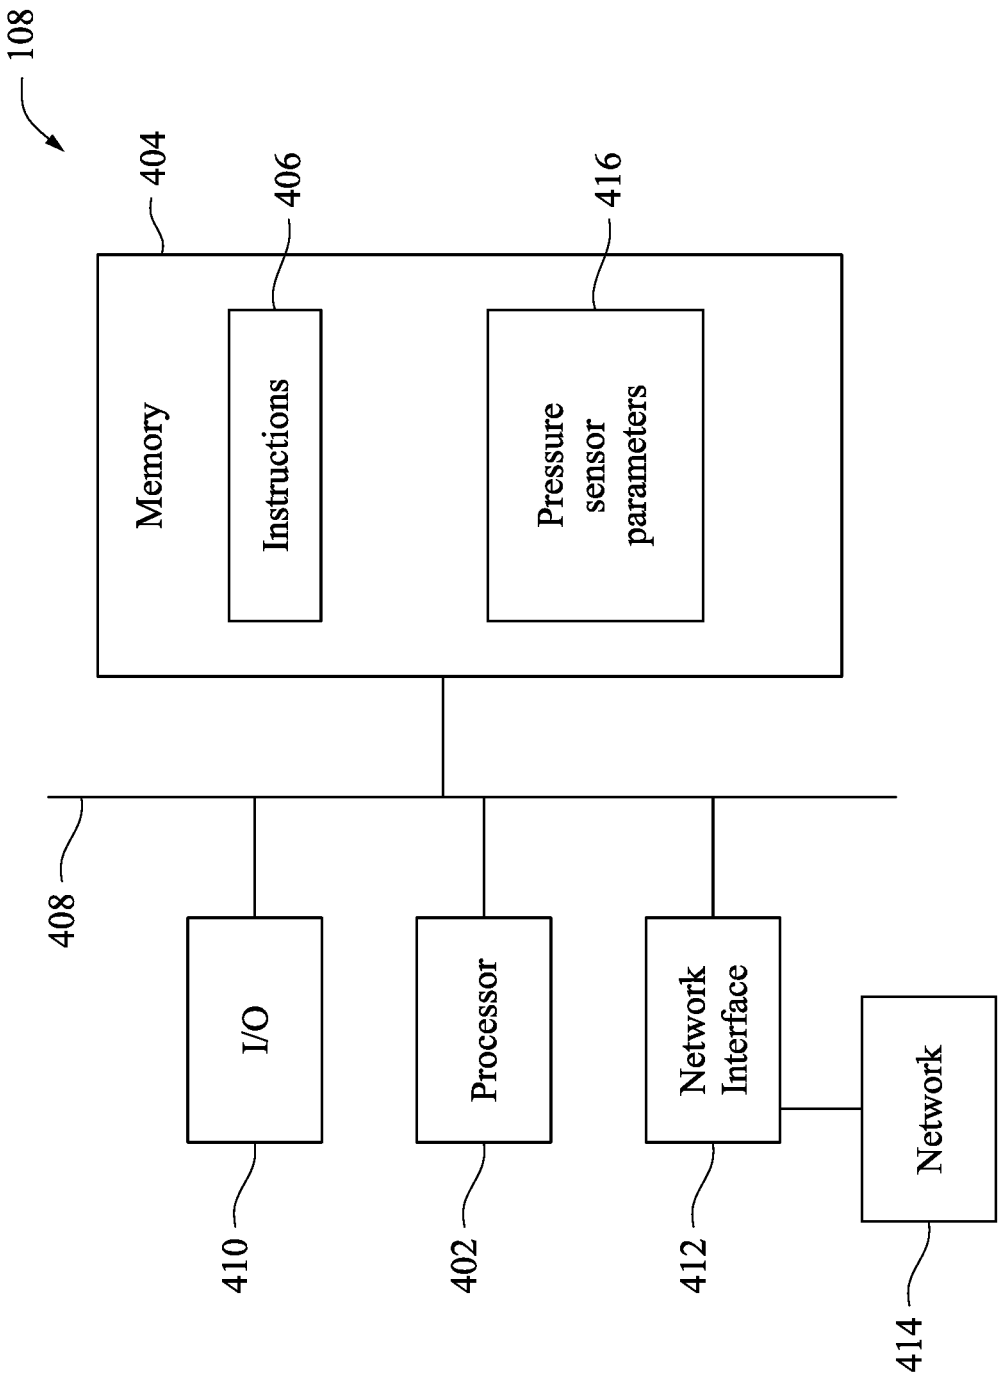 108
404
Memory
406
Instructions
416
Pressure
sensor
parameters
408
I/O
410
Processor
402
Network
Interface
412
Network
414